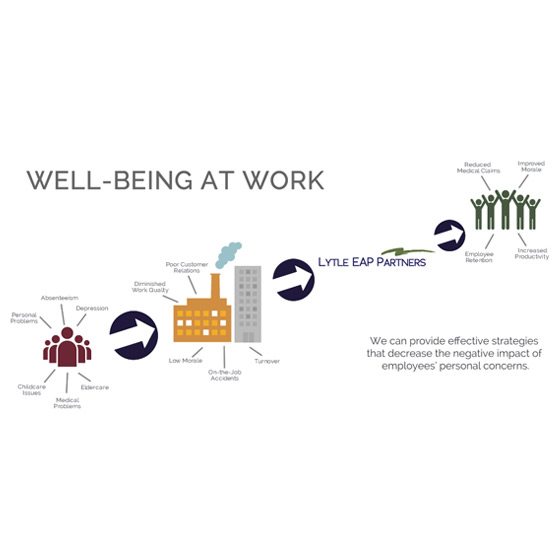 WELL-BEING AT WORK
Absenteeism
Depression
Personal
Problems
Childcare
Issues
Medical
Problems
Eldercare
Poor Customer
Relations
Diminished
Work Quality
Low Morale
On-the-Job
Accidents
Turnover
LYTLE EAP PARTNERS
Reduced
Medical Claims
Improved
Morale
Employee
Retention
Increased
Productivity
We can provide effective strategies
that decrease the negative impact of
employees' personal concerns.